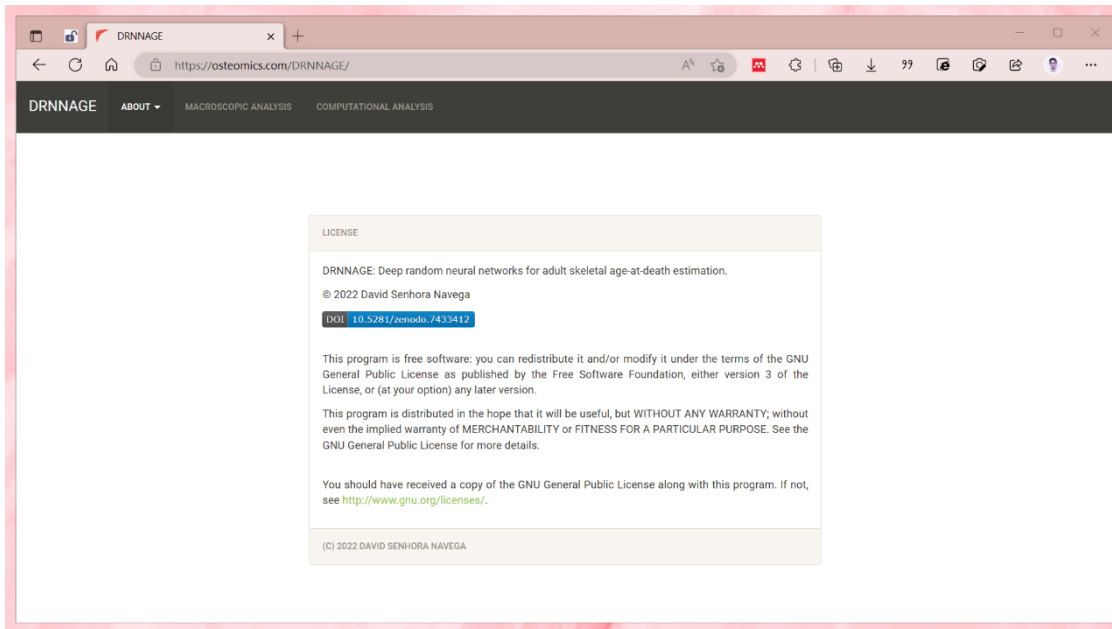 DRNNAGE
https://osteomics.com/DRNNAGE/
DRNNAGE ABOUT MACROSCOPIC ANALYSIS COMPUTATIONAL ANALYSIS
LICENSE
DRNNAGE: Deep random neural networks for adult skeletal age-at-death estimation.
© 2022 David Senhora Navega
DOI 10.5281/zenodo.7433412
This program is free software: you can redistribute it and/or modify it under the terms of the GNU
General Public License as published by the Free Software Foundation, either version 3 of the
License, or (at your option) any later version.
This program is distributed in the hope that it will be useful, but WITHOUT ANY WARRANTY; without
even the implied warranty of MERCHANTABILITY or FITNESS FOR A PARTICULAR PURPOSE. See the
GNU General Public License for more details.
You should have received a copy of the GNU General Public License along with this program. If not,
see http://www.gnu.org/licenses/.
(C) 2022 DAVID SENHORA NAVEGA